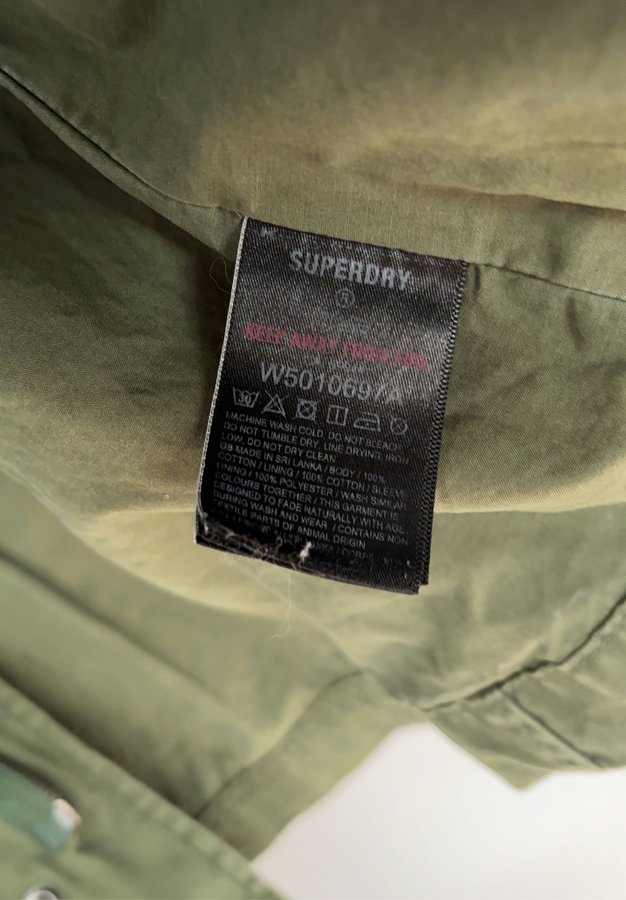 SUPERDRY
®
KEEP AWAY FROM FIRE
W5010697A
30
MACHINE WASH COLD, DO NOT BLEACH,
DO NOT TUMBLE DRY, LINE DRYING, IRON
LOW, DO NOT DRY CLEAN.
GB MADE IN SRI LANKA / BODY / 100%
COTTON / LINING / 100% COTTON / SLEEVE
LINING / 100% POLYESTER / WASH SIMILAR
COLOURS TOGETHER / THIS GARMENT IS
DESIGNED TO FADE NATURALLY WITH AGE
DURING WASH AND WEAR / CONTAINS NON
PARTS OF ANIMAL ORIGIN